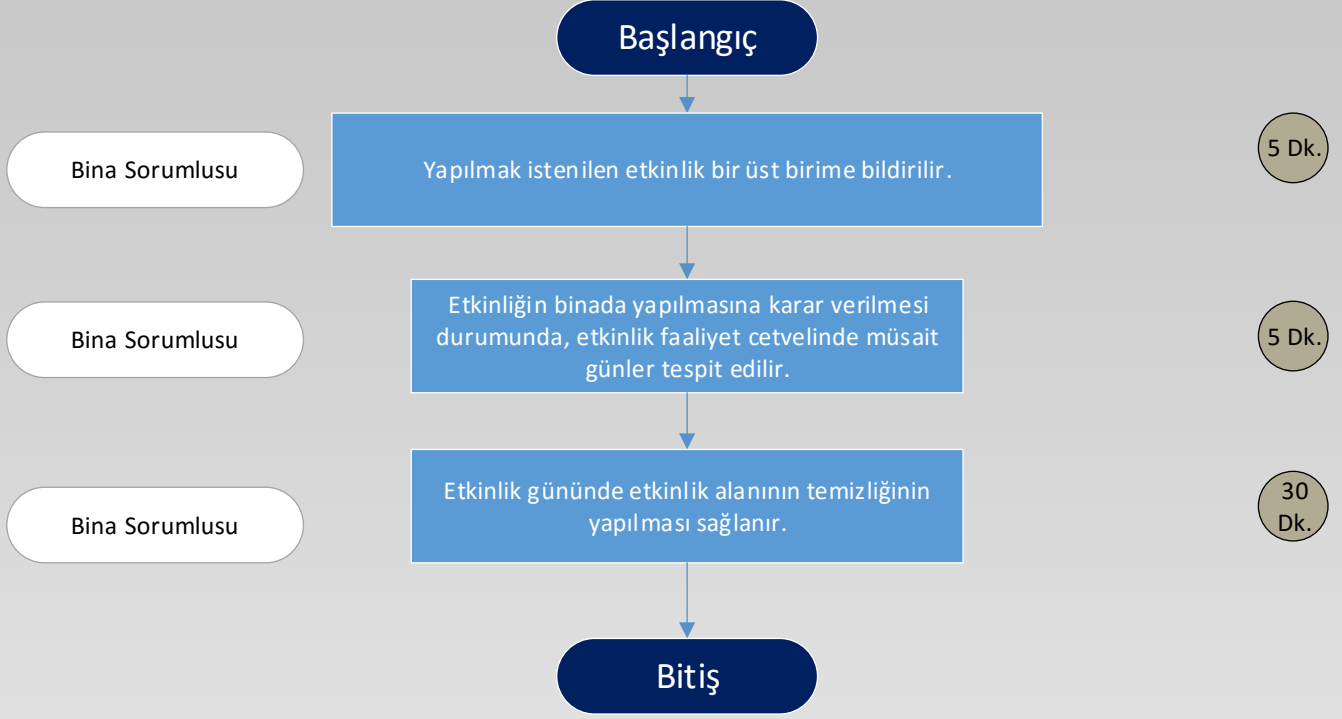 Başlangıç
Bina Sorumlusu
Yapılmak istenilen etkinlik bir üst birime bildirilir.
5 Dk.
Bina Sorumlusu
Etkinliğin binada yapılmasına karar verilmesi
durumunda, etkinlik faaliyet cetvelinde müsait
günler tespit edilir.
5 Dk.
Bina Sorumlusu
Etkinlik gününde etkinlik alanının temizliğinin
yapılması sağlanır.
30
Dk.
Bitiş